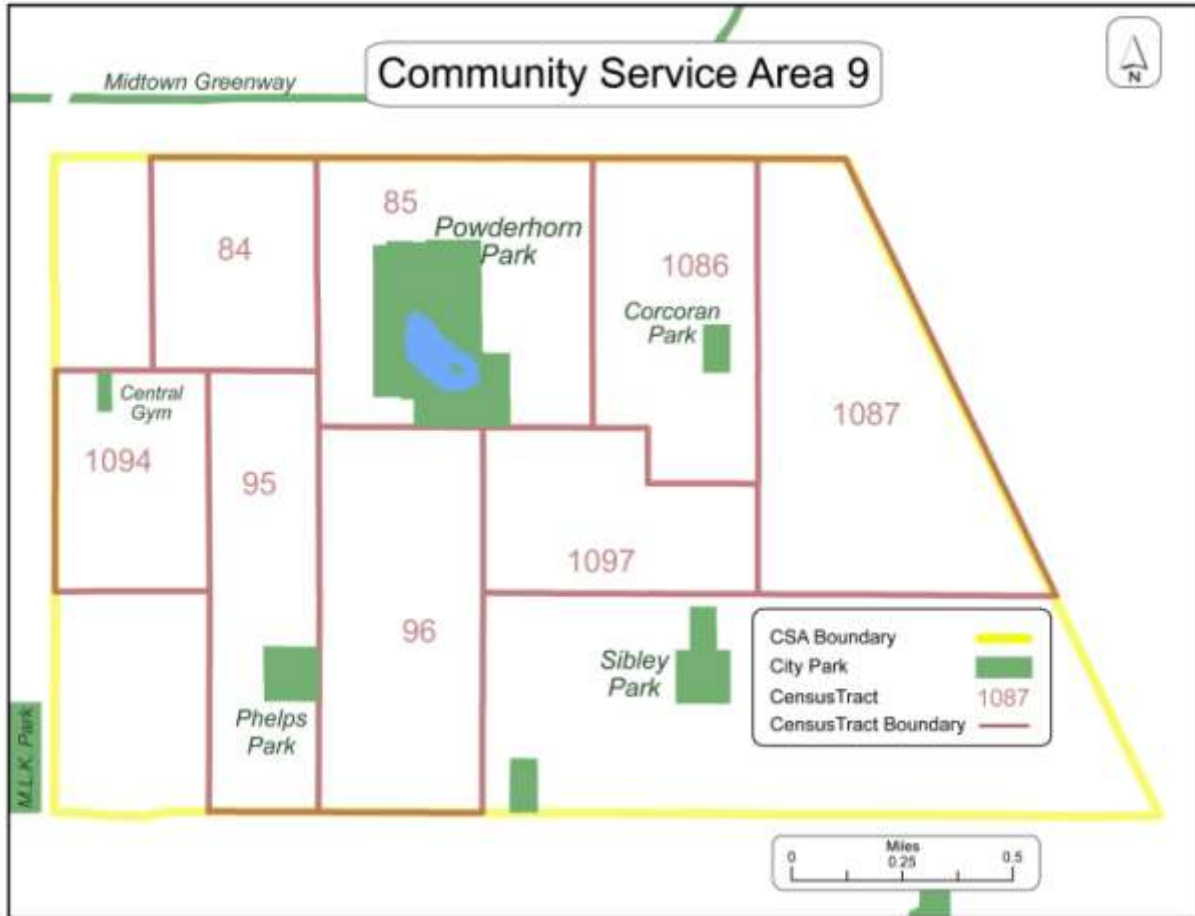 Midtown Greenway
Community Service Area 9
N
85
Powderhorn
Park
84
1086
Corcoran
Park
Central
Gym
1087
1094
95
1097
96
Sibley
Park
Phelps
Park
M.L.K. Park
CSA Boundary
City Park
CensusTract 1087
CensusTract Boundary
Miles
0 0.25 0.5